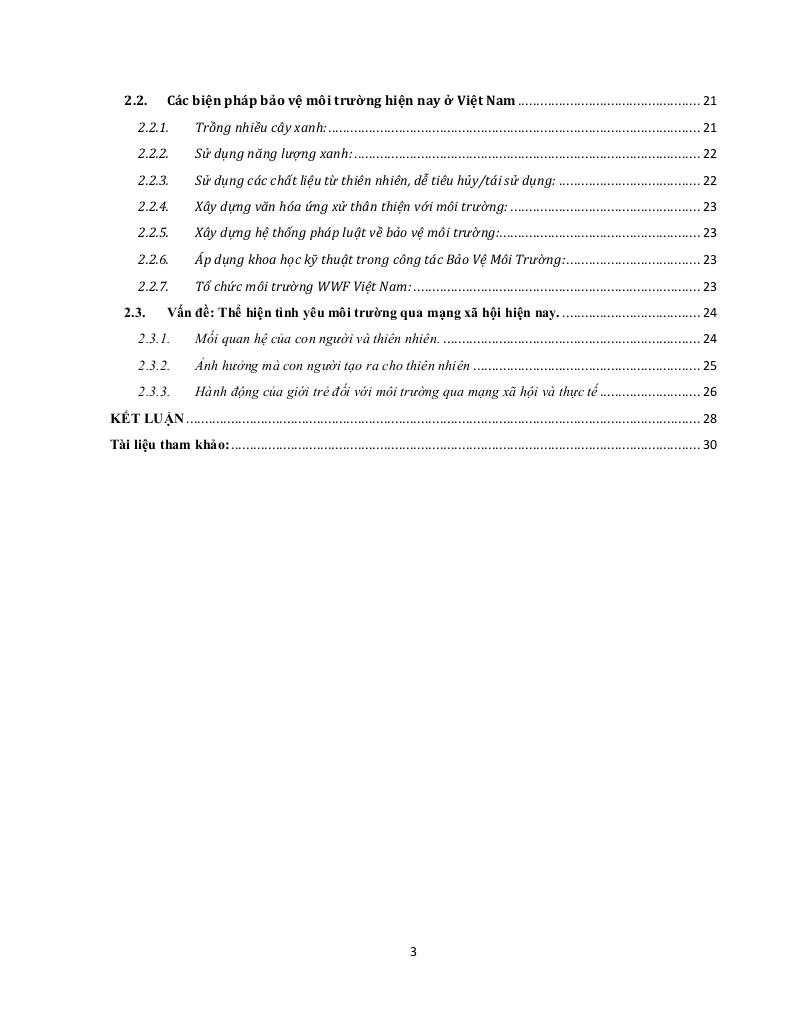 2.2. Các biện pháp bảo vệ môi trường hiện nay ở Việt Nam ................................................ 21
2.2.1. Trồng nhiều cây xanh: ................................................................................................. 21
2.2.2. Sử dụng năng lượng xanh: .......................................................................................... 22
2.2.3. Sử dụng các chất liệu từ thiên nhiên, dễ tiêu hủy/tái sử dụng: ..................................... 22
2.2.4. Xây dựng văn hóa ứng xử thân thiện với môi trường: .................................................. 23
2.2.5. Xây dựng hệ thống pháp luật về bảo vệ môi trường: ..................................................... 23
2.2.6. Áp dụng khoa học kỹ thuật trong công tác Bảo Vệ Môi Trường: ................................... 23
2.2.7. Tổ chức môi trường WWF Việt Nam: ........................................................................... 23
2.3. Vấn đề: Thể hiện tình yêu môi trường qua mạng xã hội hiện nay. .................................... 24
2.3.1. Mối quan hệ của con người và thiên nhiên. ................................................................... 24
2.3.2. Ảnh hưởng mà con người tạo ra cho thiên nhiên ........................................................... 25
2.3.3. Hành động của giới trẻ đối với môi trường qua mạng xã hội và thực tế .......................... 26
KẾT LUẬN ...................................................................................................................................... 28
Tài liệu tham khảo: .......................................................................................................................... 30
3